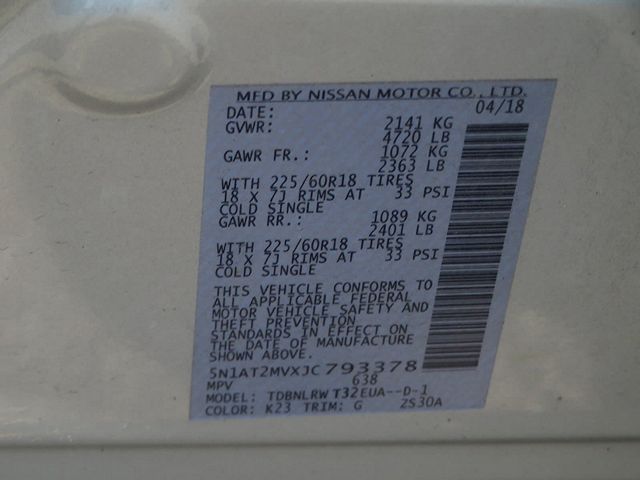 MFD BY NISSAN MOTOR CO., LTD.
DATE: 04/18
GVWR: 2141 KG
4720 LB
GAWR FR.: 1072 KG
2363 LB
WITH 225/60R18 TIRES
18 X 7J RIMS AT 33 PSI
COLD SINGLE
GAWR RR.: 1089 KG
2401 LB
WITH 225/60R18 TIRES
18 X 7J RIMS AT 33 PSI
COLD SINGLE
THIS VEHICLE CONFORMS TO
ALL APPLICABLE FEDERAL
MOTOR VEHICLE SAFETY AND
THEFT PREVENTION
STANDARDS IN EFFECT ON
THE DATE OF MANUFACTURE
SHOWN ABOVE.
5N1AT2MVXJC793378
MPV 638
MODEL: TDBNLRW T32EUA--D-1
COLOR: K23 TRIM: G 2S30A